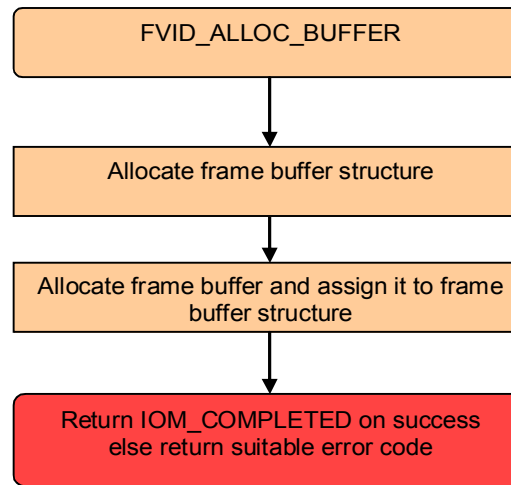 FVID_ALLOC_BUFFER
Allocate frame buffer structure
Allocate frame buffer and assign it to frame
buffer structure
Return IOM_COMPLETED on success
else return suitable error code